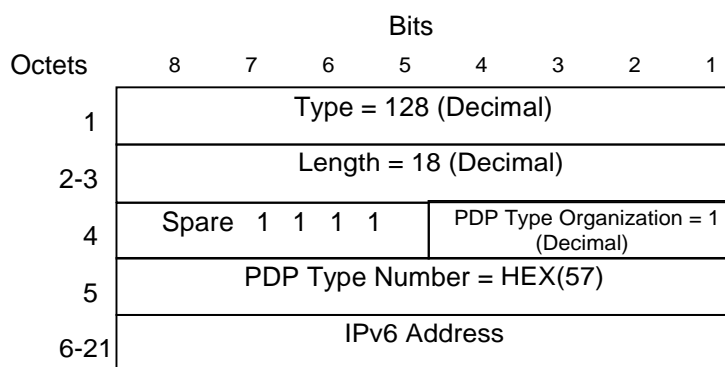 Bits
Octets 8 7 6 5 4 3 2 1
1 Type = 128 (Decimal)
2-3 Length = 18 (Decimal)
4 Spare 1 1 1 1 PDP Type Organization = 1
(Decimal)
5 PDP Type Number = HEX(57)
6-21 IPv6 Address